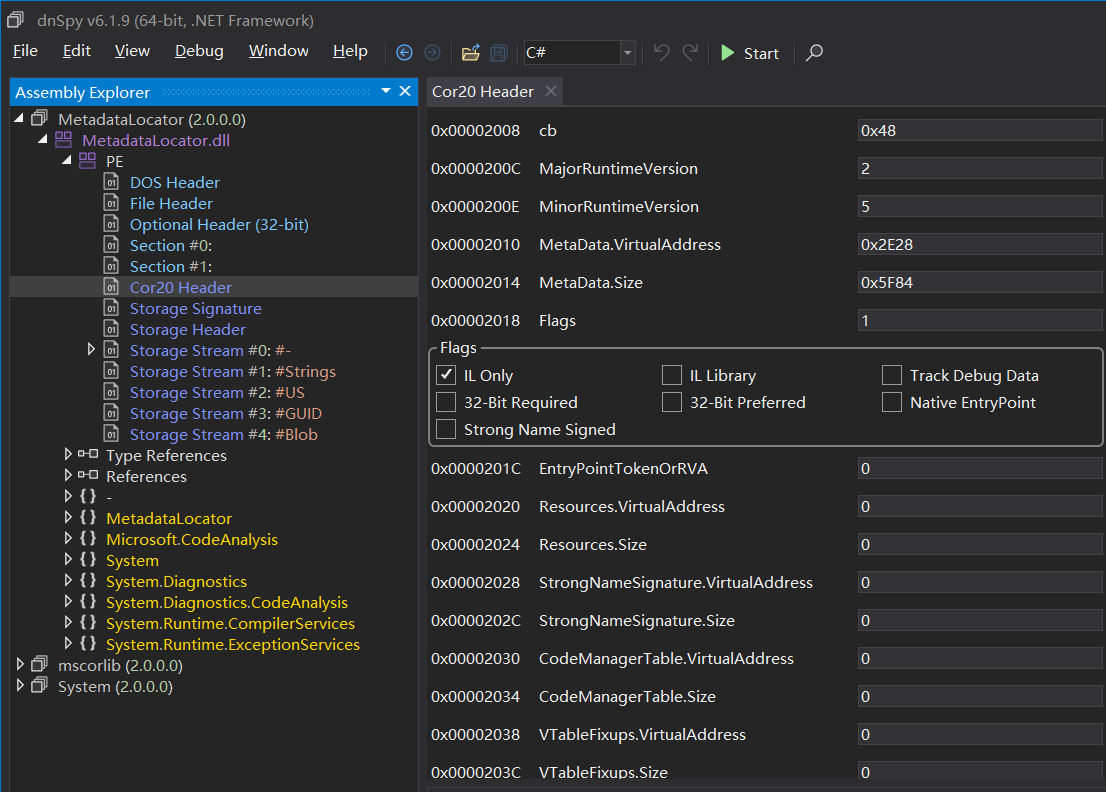 dnSpy v6.1.9 (64-bit, .NET Framework)
File Edit View Debug Window Help C# Start
Assembly Explorer
MetadataLocator (2.0.0.0)
MetadataLocator.dll
PE
DOS Header
File Header
Optional Header (32-bit)
Section #0:
Section #1:
Cor20 Header
Storage Signature
Storage Header
Storage Stream #0: #-
Storage Stream #1: #Strings
Storage Stream #2: #US
Storage Stream #3: #GUID
Storage Stream #4: #Blob
Type References
References
{ } -
{ } MetadataLocator
{ } Microsoft.CodeAnalysis
{ } System
{ } System.Diagnostics
{ } System.Diagnostics.CodeAnalysis
{ } System.Runtime.CompilerServices
{ } System.Runtime.ExceptionServices
mscorlib (2.0.0.0)
System (2.0.0.0)
Cor20 Header
0x00002008 cb 0x48
0x0000200C MajorRuntimeVersion 2
0x0000200E MinorRuntimeVersion 5
0x00002010 MetaData.VirtualAddress 0x2E28
0x00002014 MetaData.Size 0x5F84
0x00002018 Flags 1
Flags
IL Only IL Library Track Debug Data
32-Bit Required 32-Bit Preferred Native EntryPoint
Strong Name Signed
0x0000201C EntryPointTokenOrRVA 0
0x00002020 Resources.VirtualAddress 0
0x00002024 Resources.Size 0
0x00002028 StrongNameSignature.VirtualAddress 0
0x0000202C StrongNameSignature.Size 0
0x00002030 CodeManagerTable.VirtualAddress 0
0x00002034 CodeManagerTable.Size 0
0x00002038 VTableFixups.VirtualAddress 0
0x0000203C VTableFixups.Size 0